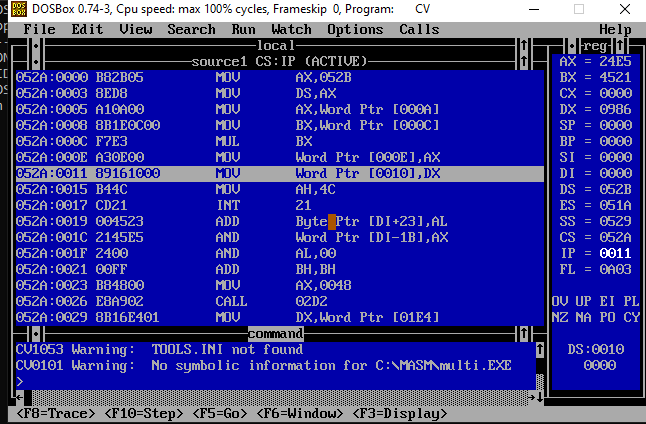 DOSBox 0.74-3, Cpu speed: max 100% cycles, Frameskip 0, Program: CV
File Edit View Search Run Watch Options Calls Help
local
source1 CS:IP (ACTIVE)
052A:0000 B82B05 MOV AX,052B
052A:0003 8ED8 MOV DS,AX
052A:0005 A10A00 MOV AX,Word Ptr [000A]
052A:0008 8B1E0C00 MOV BX,Word Ptr [000C]
052A:000C F7E3 MUL BX
052A:000E A30E00 MOV Word Ptr [000E],AX
052A:0011 89161000 MOV Word Ptr [0010],DX
052A:0015 B44C MOV AH,4C
052A:0017 CD21 INT 21
052A:0019 004523 ADD Byte Ptr [DI+23],AL
052A:001C 2145E5 AND Word Ptr [DI-1B],AX
052A:001F 2400 AND AL,00
052A:0021 00FF ADD BH,BH
052A:0023 B84800 MOV AX,0048
052A:0026 E8A902 CALL 02D2
052A:0029 8B16E401 MOV DX,Word Ptr [01E4]
reg
AX = 24E5
BX = 4521
CX = 0000
DX = 0986
SP = 0000
BP = 0000
SI = 0000
DI = 0000
DS = 052B
ES = 051A
SS = 0529
CS = 052A
IP = 0011
FL = 0A03
OV UP EI PL
NZ NA PO CY
DS:0010
0000
command
CV1053 Warning: TOOLS.INI not found
CV0101 Warning: No symbolic information for C:\MASM\multi.EXE
>
<F8=Trace> <F10=Step> <F5=Go> <F6=Window> <F3=Display>